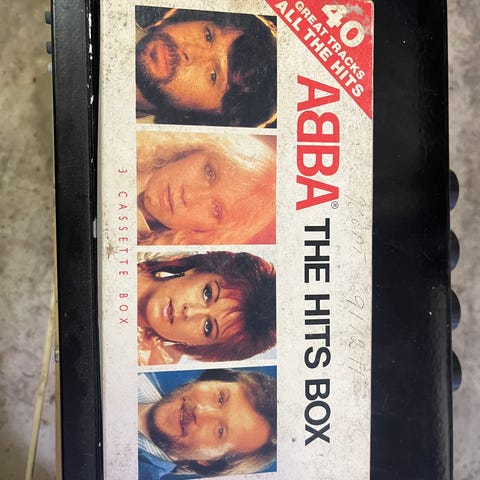 40
GREAT TRACKS
ALL THE HITS
ABBA® THE HITS BOX
3 CASSETTE BOX